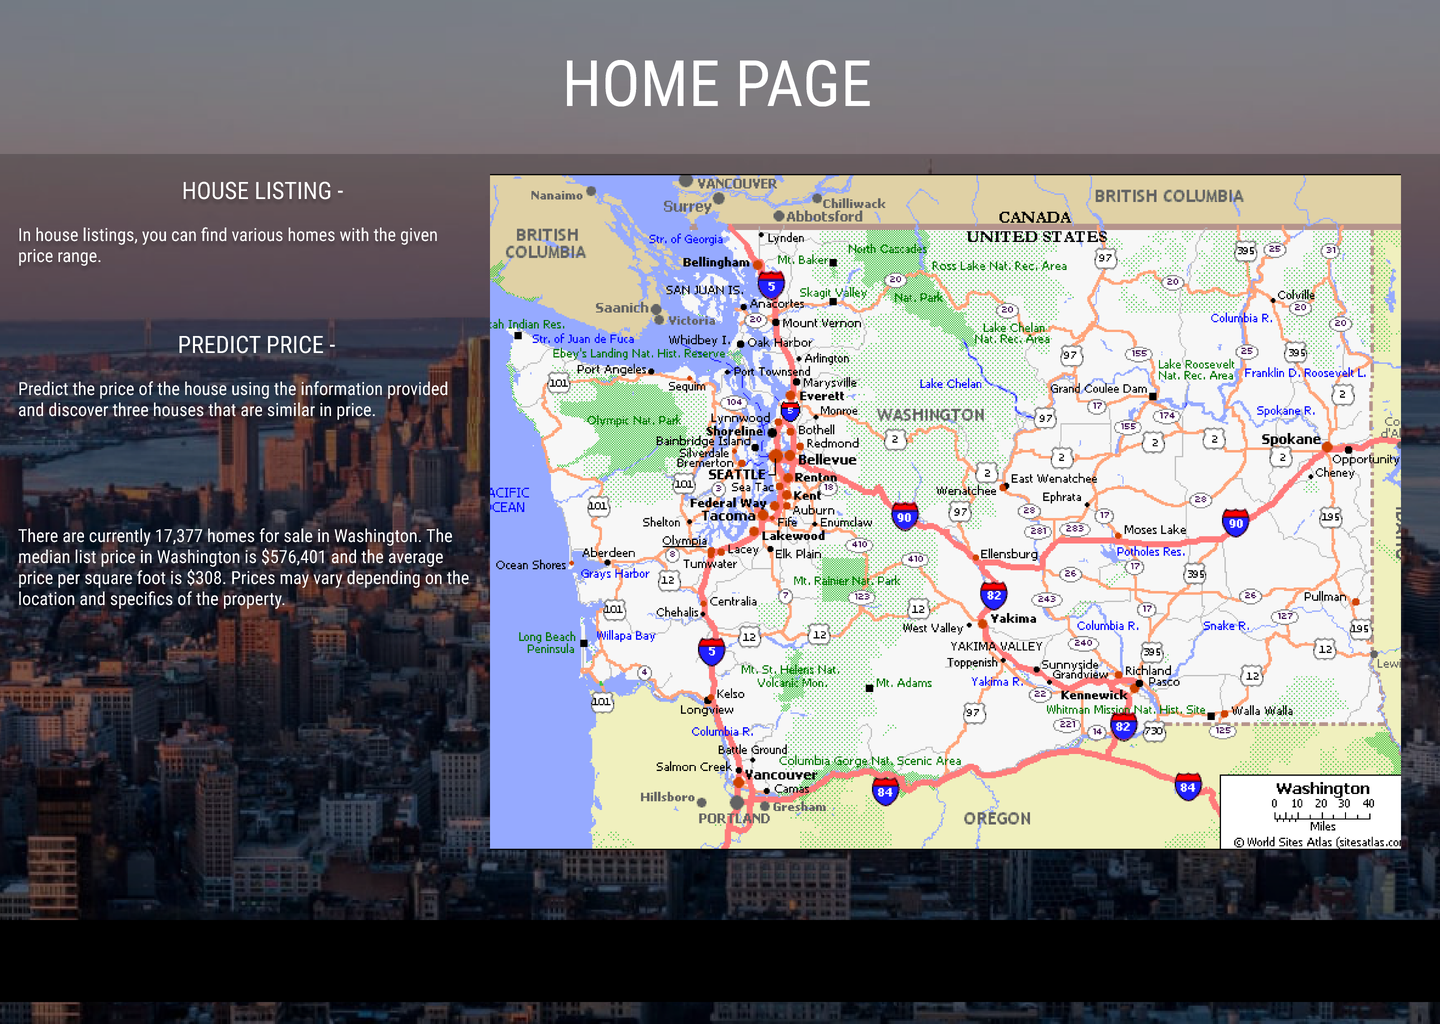 HOME PAGE
HOUSE LISTING -
In house listings, you can find various homes with the given
price range.
PREDICT PRICE -
Predict the price of the house using the information provided
and discover three houses that are similar in price.
There are currently 17,377 homes for sale in Washington. The
median list price in Washington is $576,401 and the average
price per square foot is $308. Prices may vary depending on the
location and specifics of the property.
Nanaimo
VANCOUVER
Surrey
Chilliwack
Abbotsford
BRITISH COLUMBIA
CANADA
UNITED STATES
BRITISH
COLUMBIA
Str. of Georgia
Lynden
North Cascades
Nat. Park
Mt. Baker
Bellingham
Ross Lake Nat. Rec. Area
97
395
25
31
SAN JUAN IS.
5
Skagit Valley
20
20
Colville
20
Saanich
Victoria
Anacortes
20
Mount Vernon
20
Columbia R.
20
ah Indian Res.
Str. of Juan de Fuca
Whidbey I.
Oak Harbor
Lake Chelan
Nat. Rec. Area
Ebey's Landing Nat. Hist. Reserve
Arlington
97
155
25
395
Port Angeles
Port Townsend
Lake Roosevelt
Nat. Rec. Area
Franklin D. Roosevelt L.
101
Sequim
Marysville
Lake Chelan
Grand Coulee Dam
2
Everett
104
5
Monroe
WASHINGTON
97
17
174
Spokane R.
Olympic Nat. Park
Lynnwood
Shoreline
Bothell
155
Bainbridge Island
Redmond
2
2
2
Spokane
Silverdale
Bremerton
Bellevue
2
2
Opportunity
SEATTLE
Renton
2
East Wenatchee
Cheney
101
3
Sea Tac
18
Wenatchee
Kent
Ephrata
28
ACIFIC
CEAN
101
Federal Way
Auburn
90
97
28
17
90
195
Tacoma
Fife
Enumclaw
281
283
Moses Lake
Shelton
Lakewood
Olympia
410
Lacey
Elk Plain
410
Ellensburg
Potholes Res.
Aberdeen
8
Tumwater
17
Ocean Shores
Grays Harbor
12
Mt. Rainier Nat. Park
26
395
26
7
123
82
243
Pullman
Centralia
101
Chehalis
12
17
127
West Valley
Yakima
Columbia R.
Snake R.
195
Long Beach
Peninsula
Willapa Bay
5
12
12
YAKIMA VALLEY
240
395
12
Lewi
Toppenish
Sunnyside
Richland
4
Mt. St. Helens Nat.
Volcanic Mon.
Mt. Adams
Yakima R.
Grandview
Pasco
12
101
Kelso
22
Kennewick
Longview
97
Whitman Mission Nat. Hist. Site
Walla Walla
Columbia R.
221
14
82
730
125
Battle Ground
Salmon Creek
Columbia Gorge Nat. Scenic Area
Vancouver
Camas
84
84
Hillsboro
Gresham
PORTLAND
OREGON
Washington
0 10 20 30 40
Miles
© World Sites Atlas (sitesatlas.com